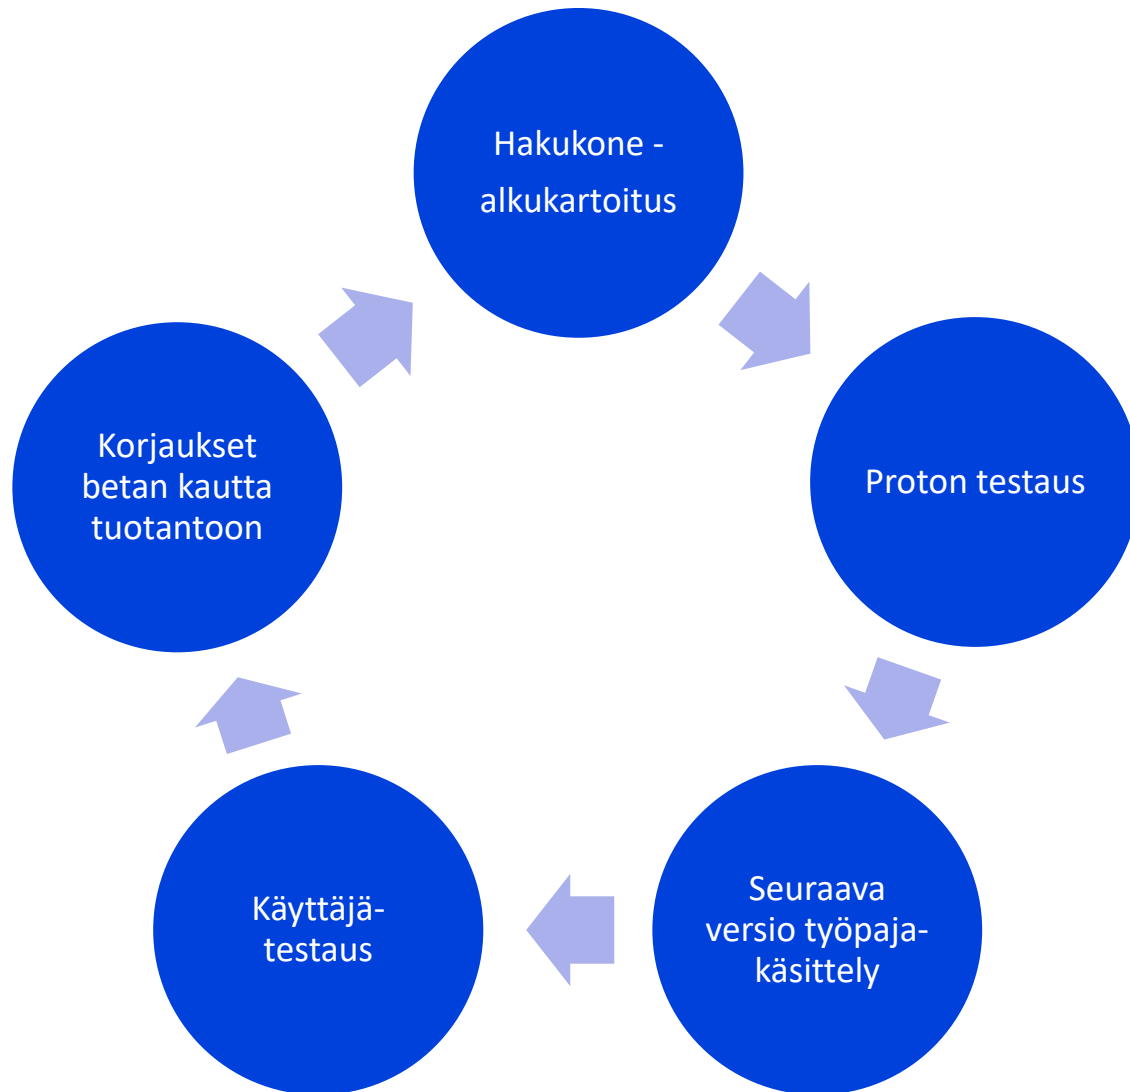 Hakukone -
alkukartoitus
Proton testaus
Seuraava
versio työpaja-
käsittely
Käyttäjä-
testaus
Korjaukset
betan kautta
tuotantoon